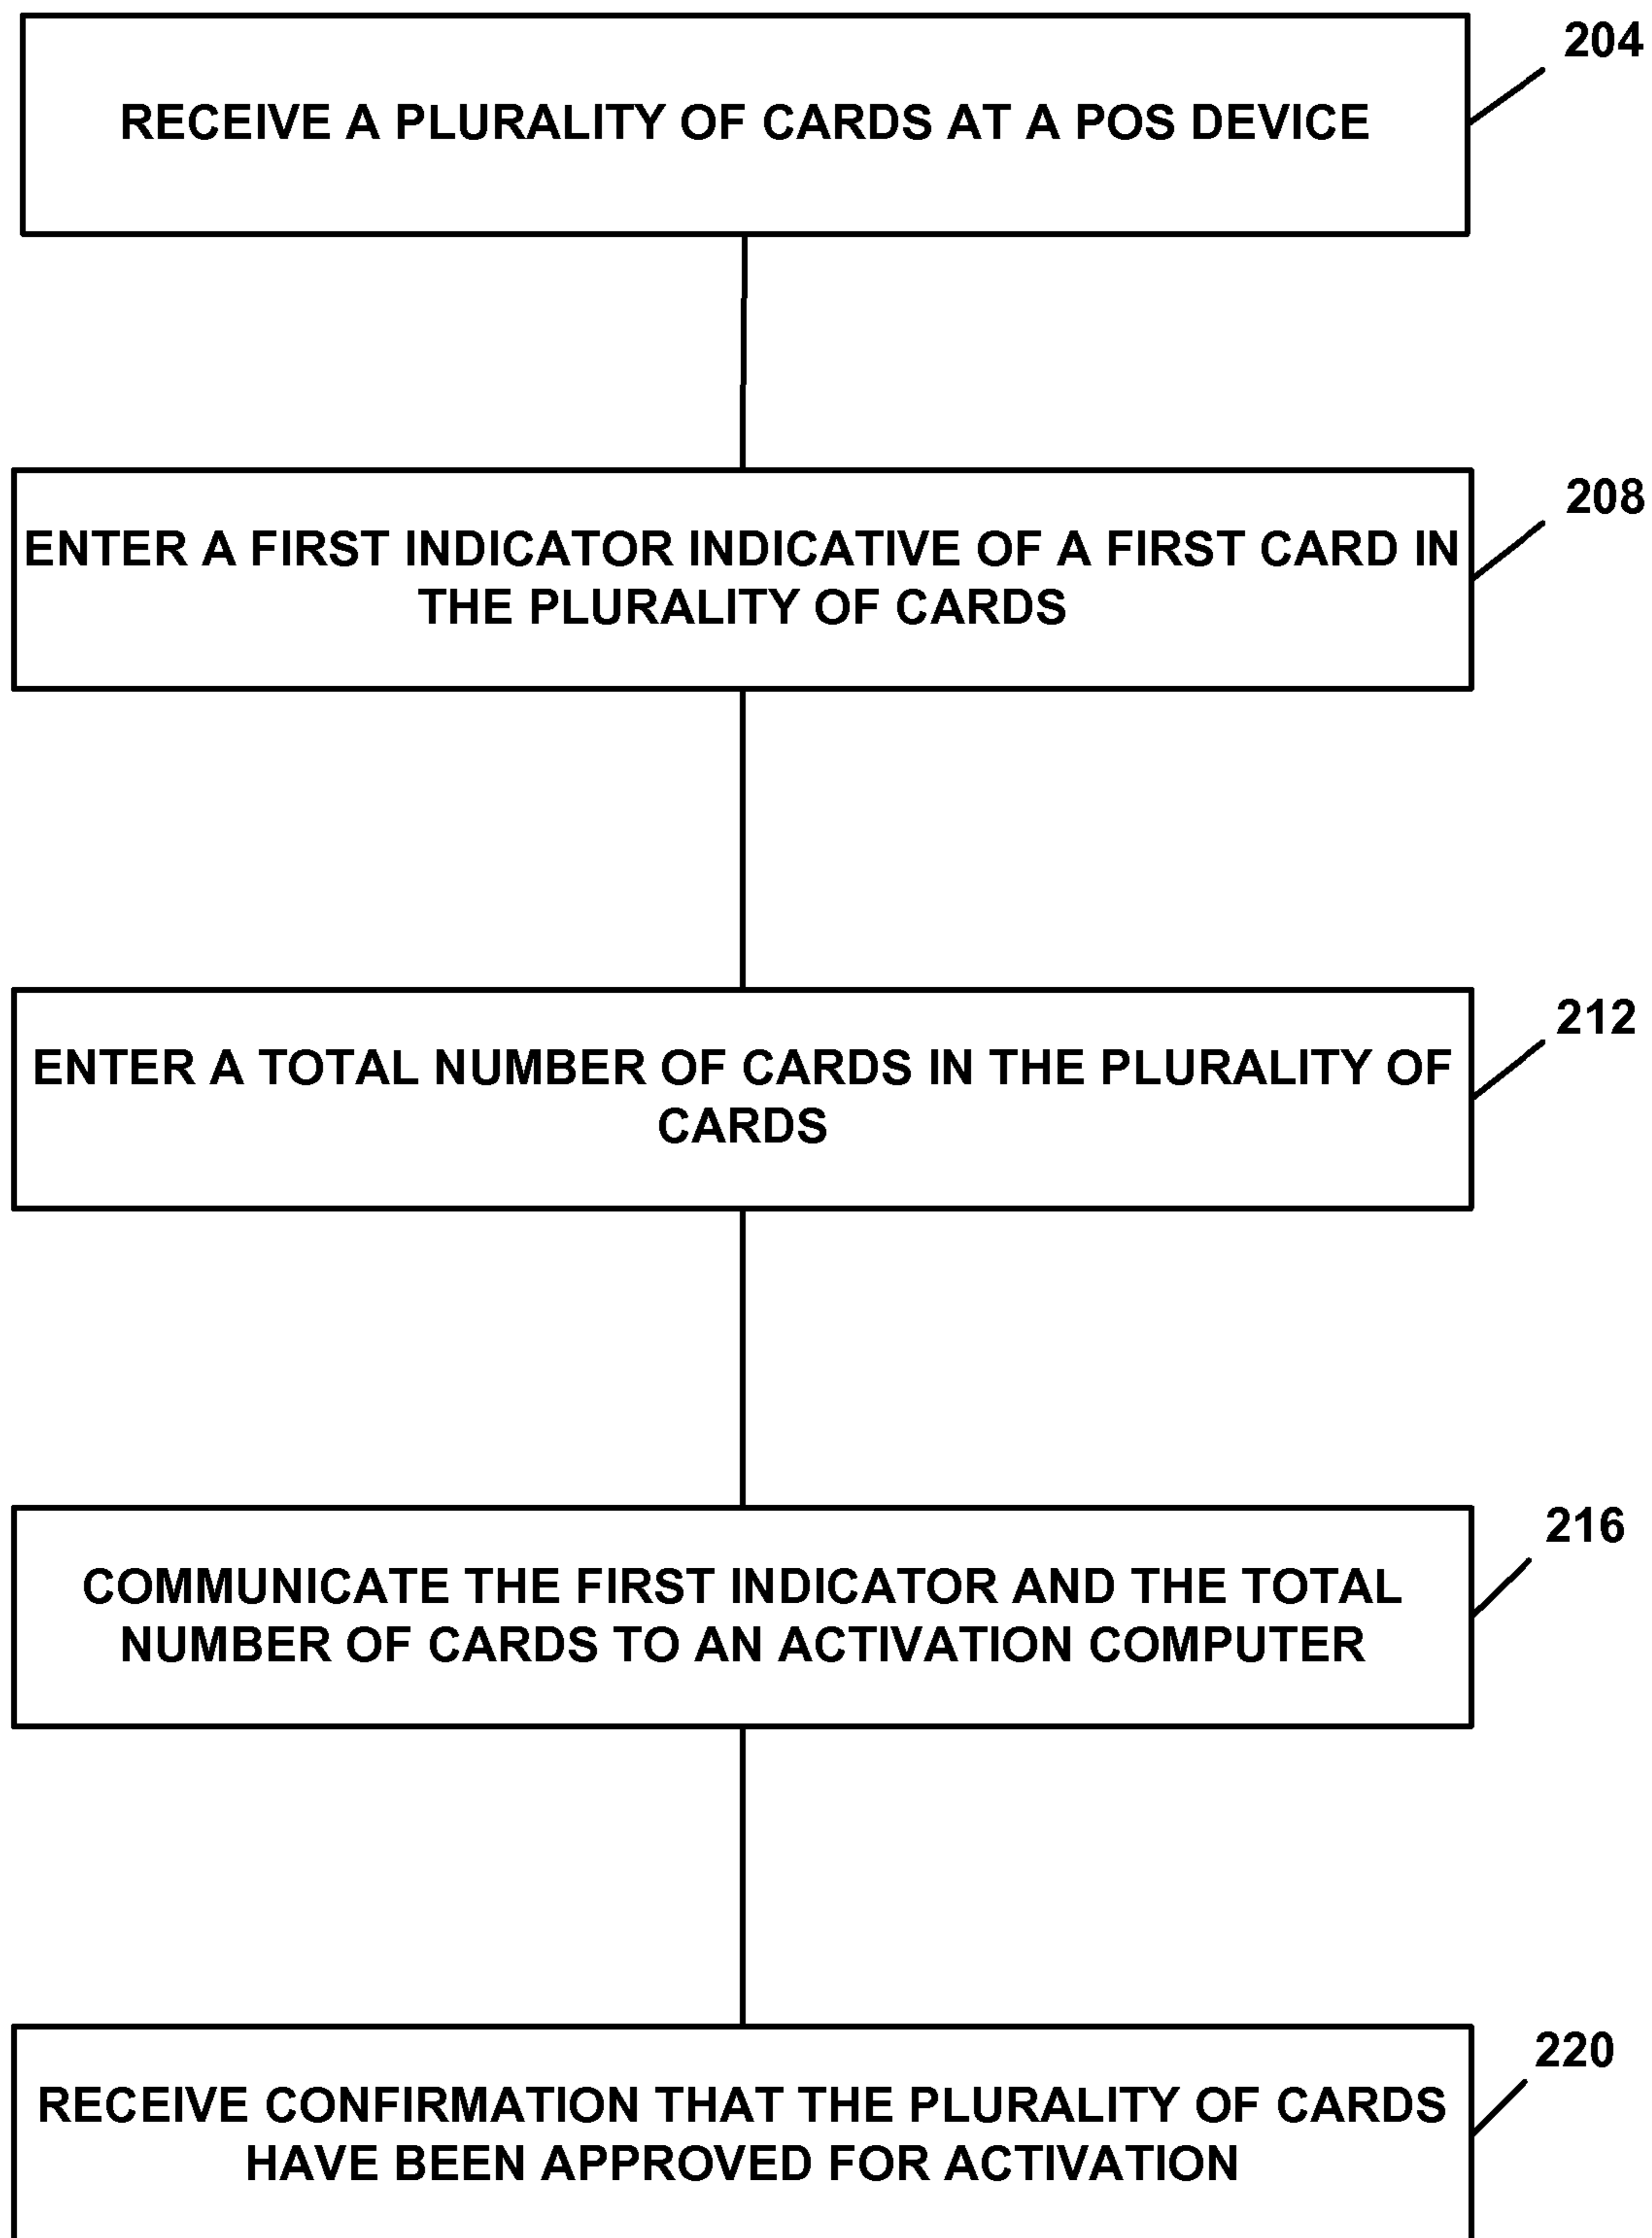 204
RECEIVE A PLURALITY OF CARDS AT A POS DEVICE
208
ENTER A FIRST INDICATOR INDICATIVE OF A FIRST CARD IN
THE PLURALITY OF CARDS
212
ENTER A TOTAL NUMBER OF CARDS IN THE PLURALITY OF
CARDS
216
COMMUNICATE THE FIRST INDICATOR AND THE TOTAL
NUMBER OF CARDS TO AN ACTIVATION COMPUTER
220
RECEIVE CONFIRMATION THAT THE PLURALITY OF CARDS
HAVE BEEN APPROVED FOR ACTIVATION